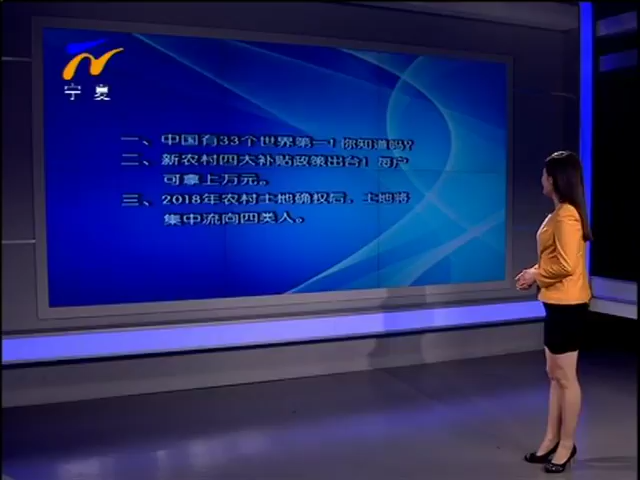 宁夏
一、中国有33个世界第一！你知道吗？
二、新农村四大补贴政策出台！每户
可拿上万元。
三、2018年农村土地确权后，土地将
集中流向四类人。